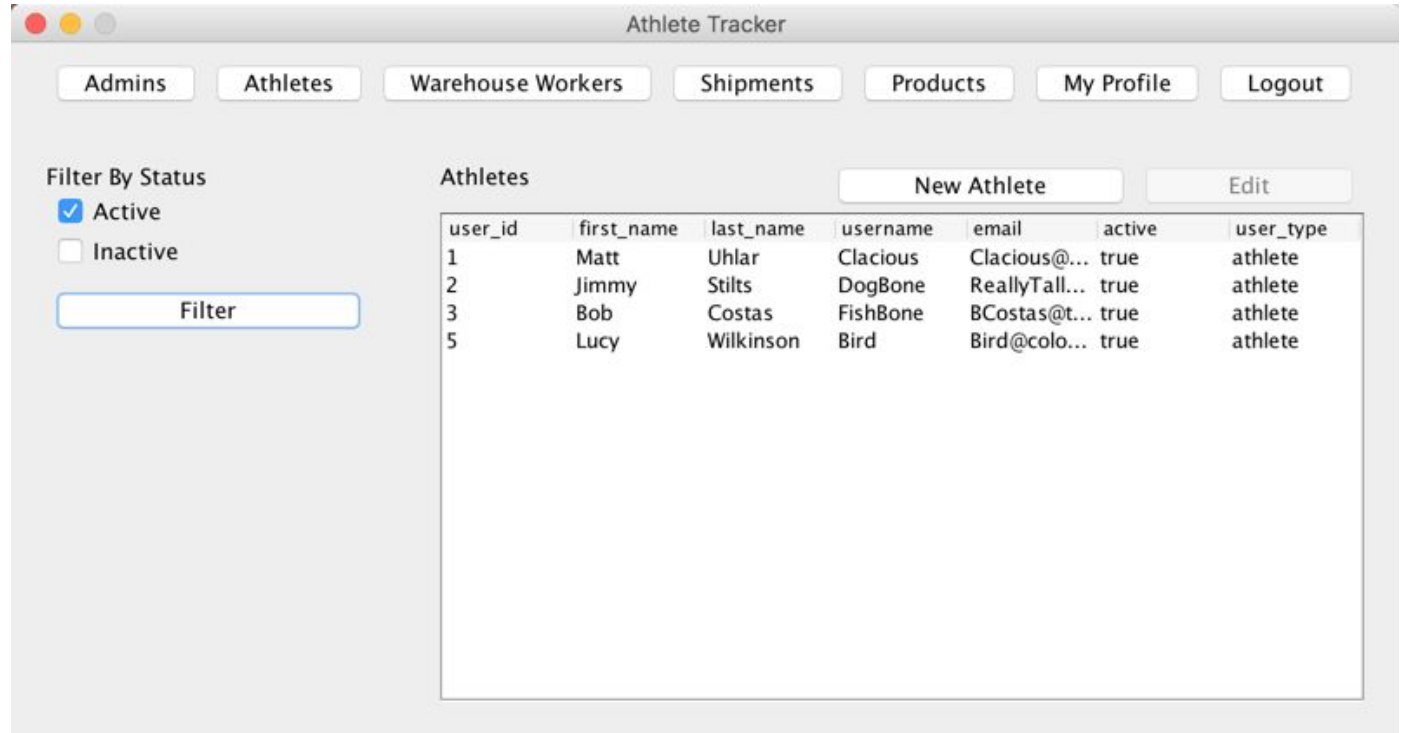 Athlete Tracker
Admins Athletes Warehouse Workers Shipments Products My Profile Logout
Filter By Status
Active
Inactive
Filter
Athletes New Athlete Edit
user_id first_name last_name username email active user_type
1 Matt Uhlar Clacious Clacious@... true athlete
2 Jimmy Stilts DogBone ReallyTall... true athlete
3 Bob Costas FishBone BCostas@t... true athlete
5 Lucy Wilkinson Bird Bird@colo... true athlete